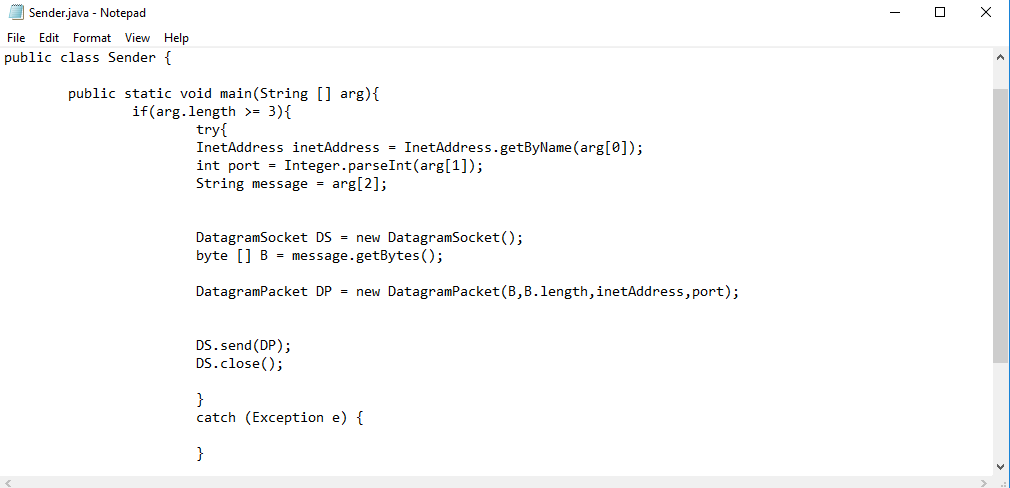 Sender.java - Notepad
File Edit Format View Help
public class Sender {
public static void main(String [] arg){
if(arg.length >= 3){
try{
InetAddress inetAddress = InetAddress.getByName(arg[0]);
int port = Integer.parseInt(arg[1]);
String message = arg[2];
DatagramSocket DS = new DatagramSocket();
byte [] B = message.getBytes();
DatagramPacket DP = new DatagramPacket(B,B.length,inetAddress,port);
DS.send(DP);
DS.close();
}
catch (Exception e) {
}